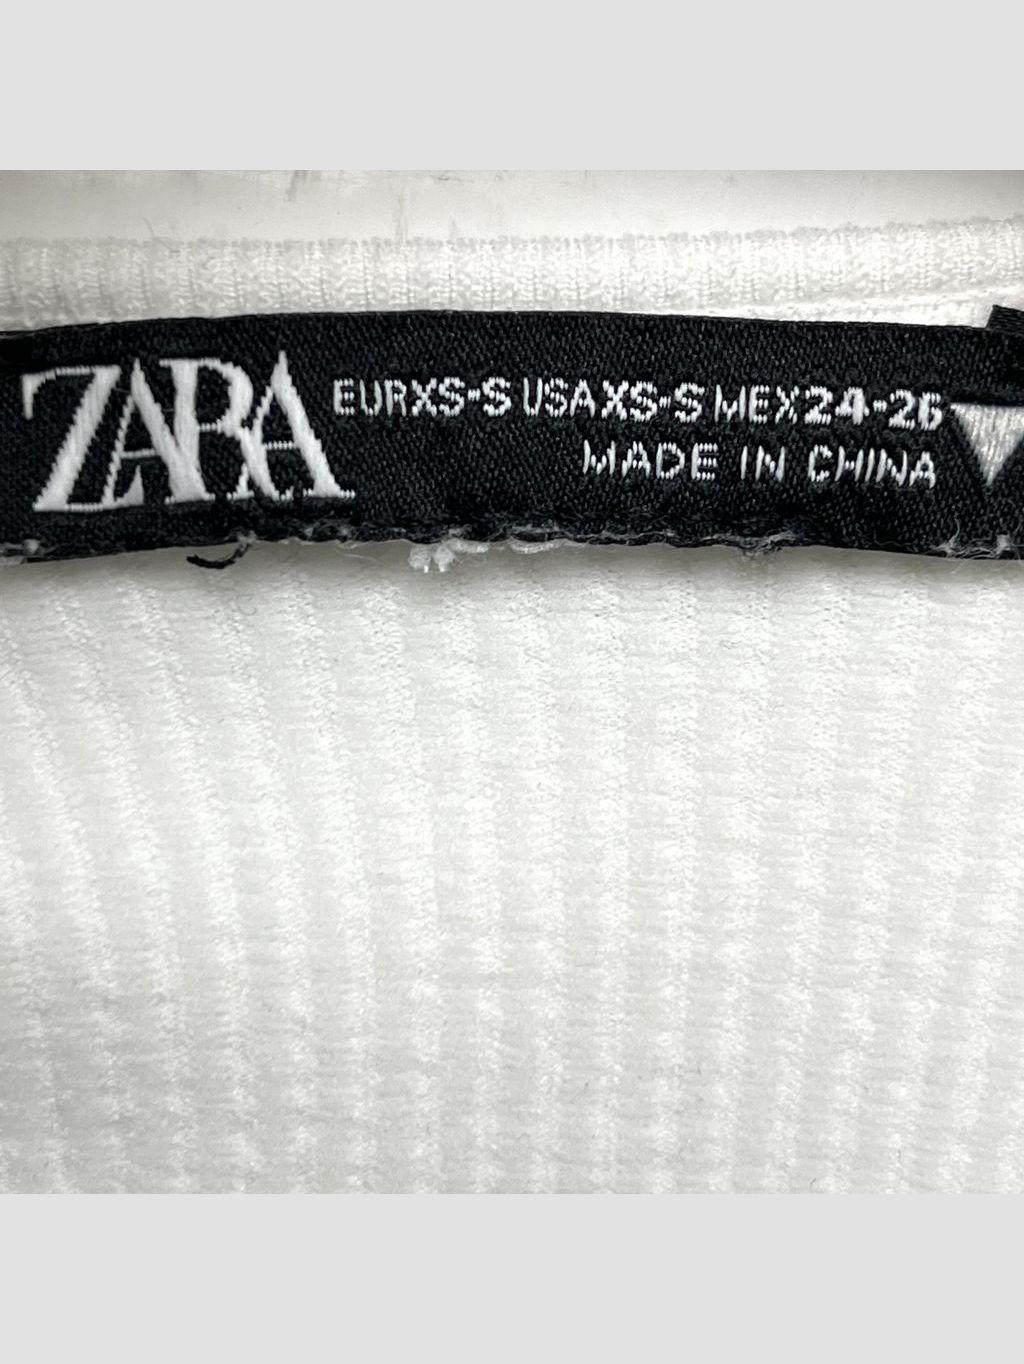 ZARA EURXS-S USAXS-S MEX24-26
MADE IN CHINA